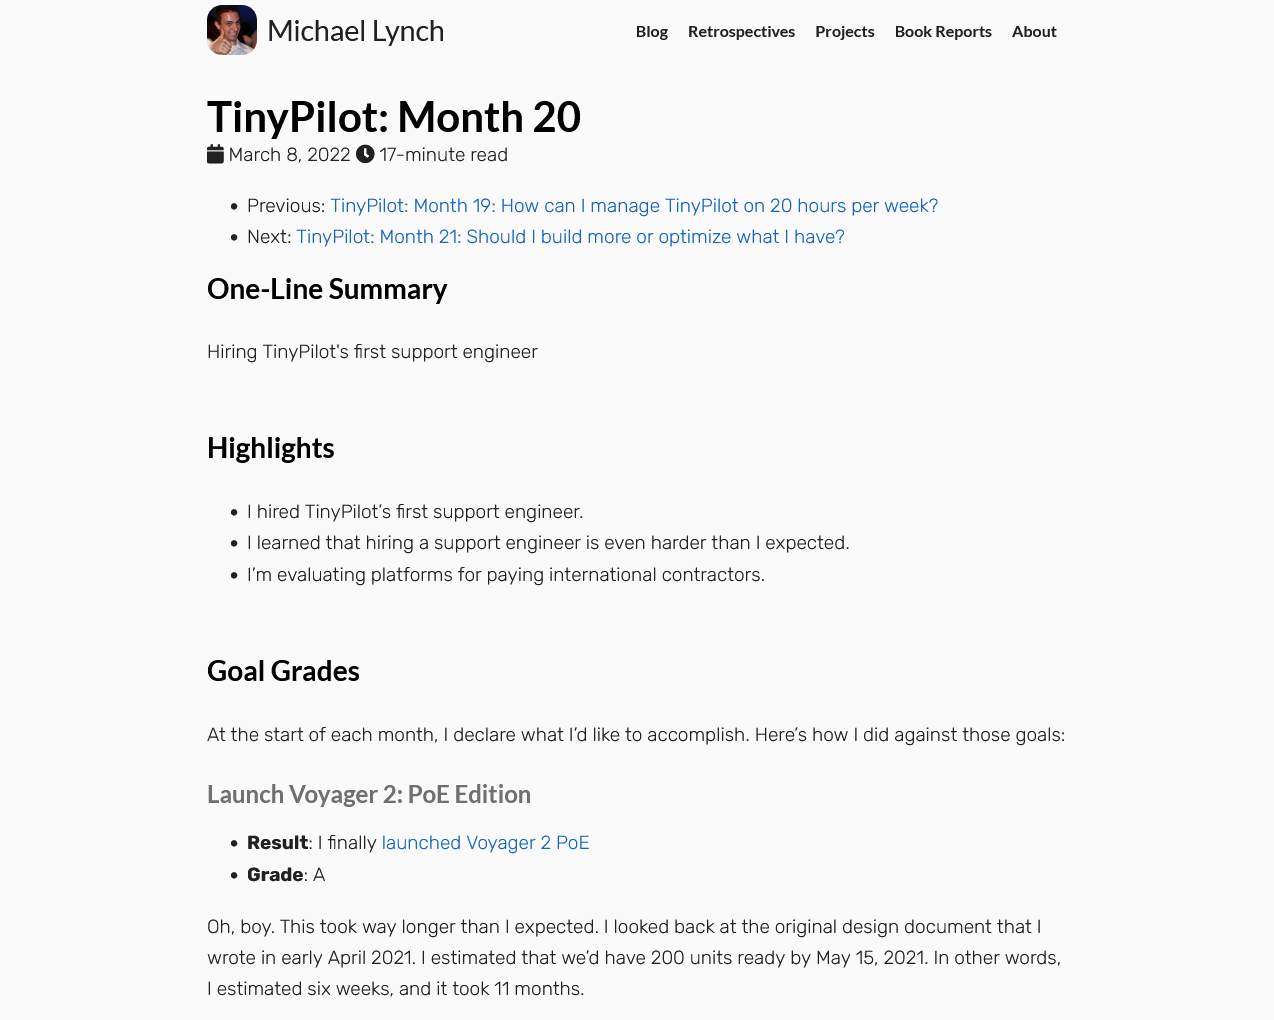 Michael Lynch
Blog Retrospectives Projects Book Reports About
TinyPilot: Month 20
March 8, 2022 17-minute read
Previous: TinyPilot: Month 19: How can I manage TinyPilot on 20 hours per week?
Next: TinyPilot: Month 21: Should I build more or optimize what I have?
One-Line Summary
Hiring TinyPilot's first support engineer
Highlights
I hired TinyPilot’s first support engineer.
I learned that hiring a support engineer is even harder than I expected.
I’m evaluating platforms for paying international contractors.
Goal Grades
At the start of each month, I declare what I’d like to accomplish. Here’s how I did against those goals:
Launch Voyager 2: PoE Edition
Result: I finally launched Voyager 2 PoE
Grade: A
Oh, boy. This took way longer than I expected. I looked back at the original design document that I
wrote in early April 2021. I estimated that we’d have 200 units ready by May 15, 2021. In other words,
I estimated six weeks, and it took 11 months.